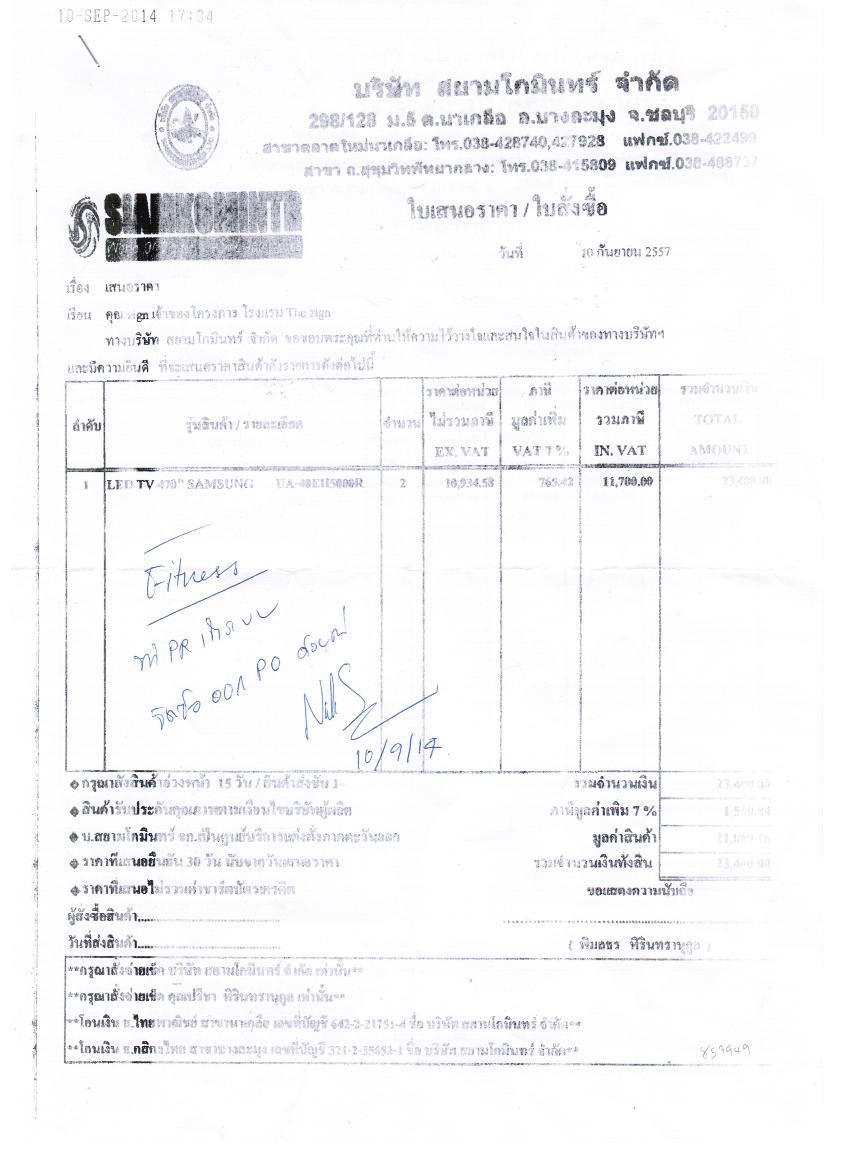 10-SEP-2014 17:34
บริษัท สยามโกมินทร์ จำกัด
298/128 ม.5 ต.นาเกลือ อ.บางละมุง จ.ชลบุรี 20150
สาขาตลาดใหม่นาเกลือ: โทร.038-428740,427928 แฟกซ์.038-422499
สาขา ถ.สุขุมวิทพัทยากลาง: โทร.038-415809 แฟกซ์.038-488737
SIAMKOMINTR
ใบเสนอราคา / ใบสั่งซื้อ
วันที่ 10 กันยายน 2557
เรื่อง เสนอราคา
เรียน คุณ sign เจ้าของโครงการ โรงแรม The zign
ทางบริษัท สยามโกมินทร์ จำกัด ขอขอบพระคุณที่ท่านให้ความไว้วางใจและสนใจในสินค้าของทางบริษัทฯ
และมีความยินดี ที่จะเสนอราคาสินค้าดังรายการดังต่อไปนี้
ลำดับ รุ่นสินค้า / รายละเอียด จำนวน ราคาต่อหน่วย ไม่รวมภาษี EX. VAT ภาษี มูลค่าเพิ่ม VAT 7 % ราคาต่อหน่วย รวมภาษี IN. VAT รวมจำนวนเงิน TOTAL AMOUNT
1 LED TV 470" SAMSUNG UA-40EH5000R 2 10,934.58 765.42 11,700.00 23,400.00
Fitness
ทำ PR
จัดซื้อ ออก PO
10/9/14
กรุณาสั่งสินค้าล่วงหน้า 15 วัน / สินค้าส่งชั้น 1-
รวมจำนวนเงิน 23,400.00
สินค้ารับประกันคุณภาพตามเงื่อนไขบริษัทผู้ผลิต
ภาษีมูลค่าเพิ่ม 7 % 1,530.84
บ.สยามโกมินทร์ จก.เป็นศูนย์บริการแต่งตั้งภาคตะวันออก
มูลค่าสินค้า 21,869.16
ราคาที่เสนอยืนยัน 30 วัน นับจากวันเสนอราคา
รวมจำนวนเงินทั้งสิ้น 23,400.00
ราคาที่เสนอไม่รวมค่าชาร์ตบัตรเครดิต
ขอแสดงความนับถือ
ผู้สั่งซื้อสินค้า......
วันที่ส่งสินค้า......
( พิมลธร หิรินทรานุกูล )
**กรุณาสั่งจ่ายเช็ค บริษัท สยามโกมินทร์ จำกัด เท่านั้น**
**กรุณาสั่งจ่ายเช็ค คุณปรีชา หิรินทรานุกูล เท่านั้น**
**โอนเงิน ธ.ไทยพาณิชย์ สาขานาเกลือ เลขที่บัญชี 642-2-21751-4 ชื่อ บริษัท สยามโกมินทร์ จำกัด**
**โอนเงิน ธ.กสิกรไทย สาขาบางละมุง เลขที่บัญชี 321-2-35652-1 ชื่อ บริษัท สยามโกมินทร์ จำกัด**
857949